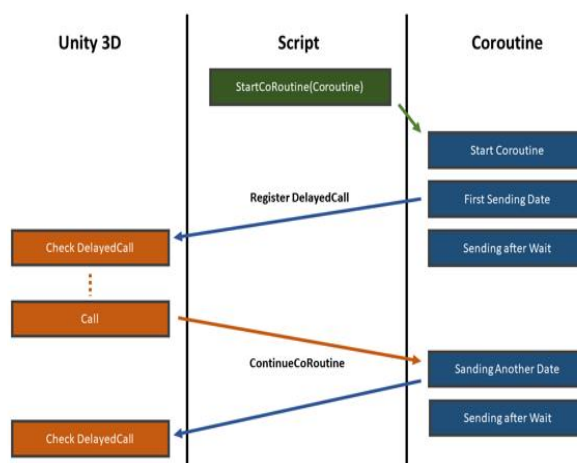 Unity 3D
Script
Coroutine
StartCoRoutine(Coroutine)
Start Coroutine
Register DelayedCall
First Sending Date
Check DelayedCall
Sending after Wait
Call
ContinueCoRoutine
Sanding Another Date
Check DelayedCall
Sending after Wait